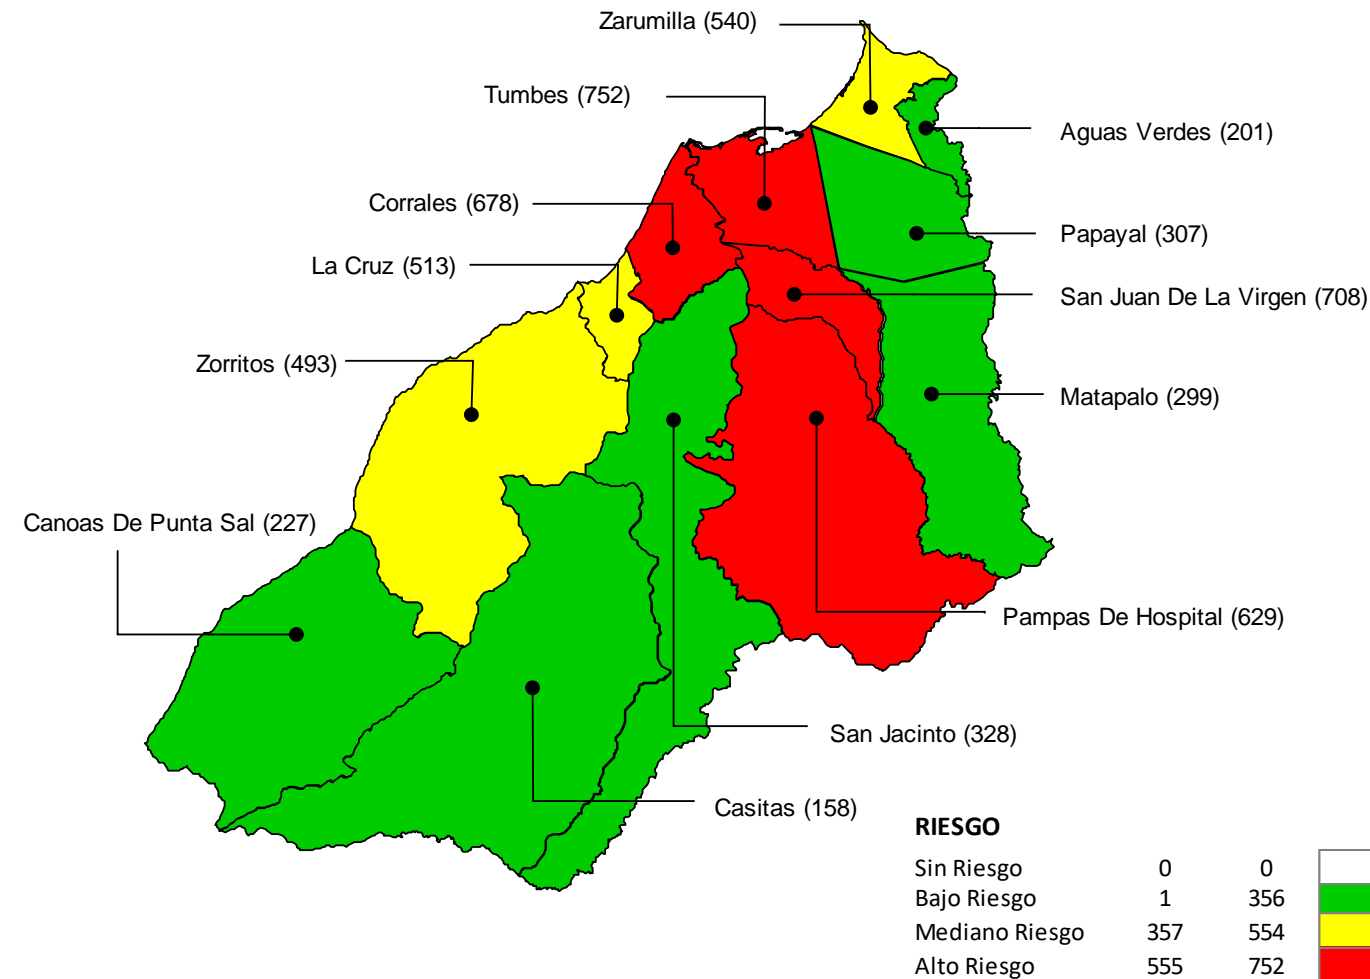 Zarumilla (540)
Tumbes (752)
Aguas Verdes (201)
Corrales (678)
Papayal (307)
La Cruz (513)
San Juan De La Virgen (708)
Zorritos (493)
Matapalo (299)
Canoas De Punta Sal (227)
Pampas De Hospital (629)
San Jacinto (328)
Casitas (158)
RIESGO
Sin Riesgo 0 0
Bajo Riesgo 1 356
Mediano Riesgo 357 554
Alto Riesgo 555 752